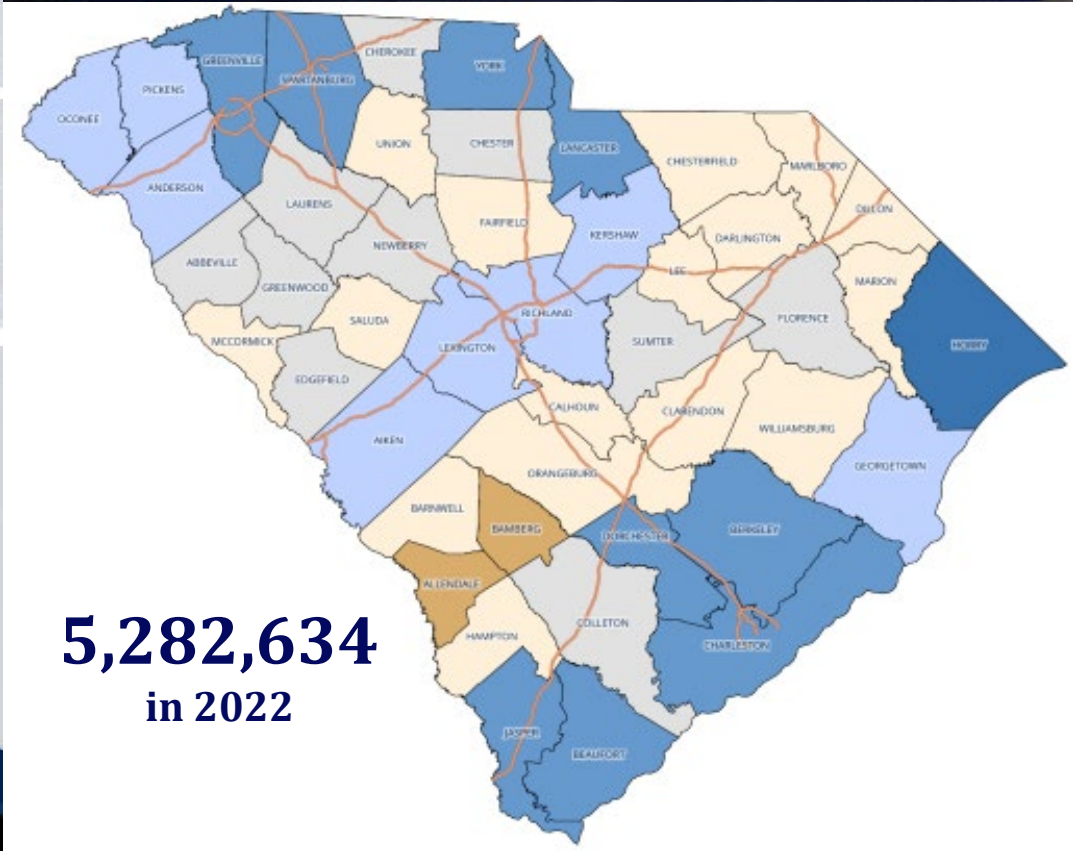 CHEROKEE
GREENVILLE
YORK
SPARTANBURG
PICKENS
OCONEE
UNION
CHESTER
LANCASTER
CHESTERFIELD
MARLBORO
ANDERSON
LAURENS
FAIRFIELD
DILLON
KERSHAW
DARLINGTON
NEWBERRY
ABBEVILLE
LEE
GREENWOOD
MARION
SALUDA
RICHLAND
FLORENCE
MCCORMICK
LEXINGTON
SUMTER
HORRY
EDGEFIELD
CALHOUN
CLARENDON
WILLIAMSBURG
AIKEN
GEORGETOWN
ORANGEBURG
BARNWELL
BAMBERG
BERKELEY
DORCHESTER
ALLENDALE
COLLETON
HAMPTON
CHARLESTON
5,282,634
in 2022
JASPER
BEAUFORT